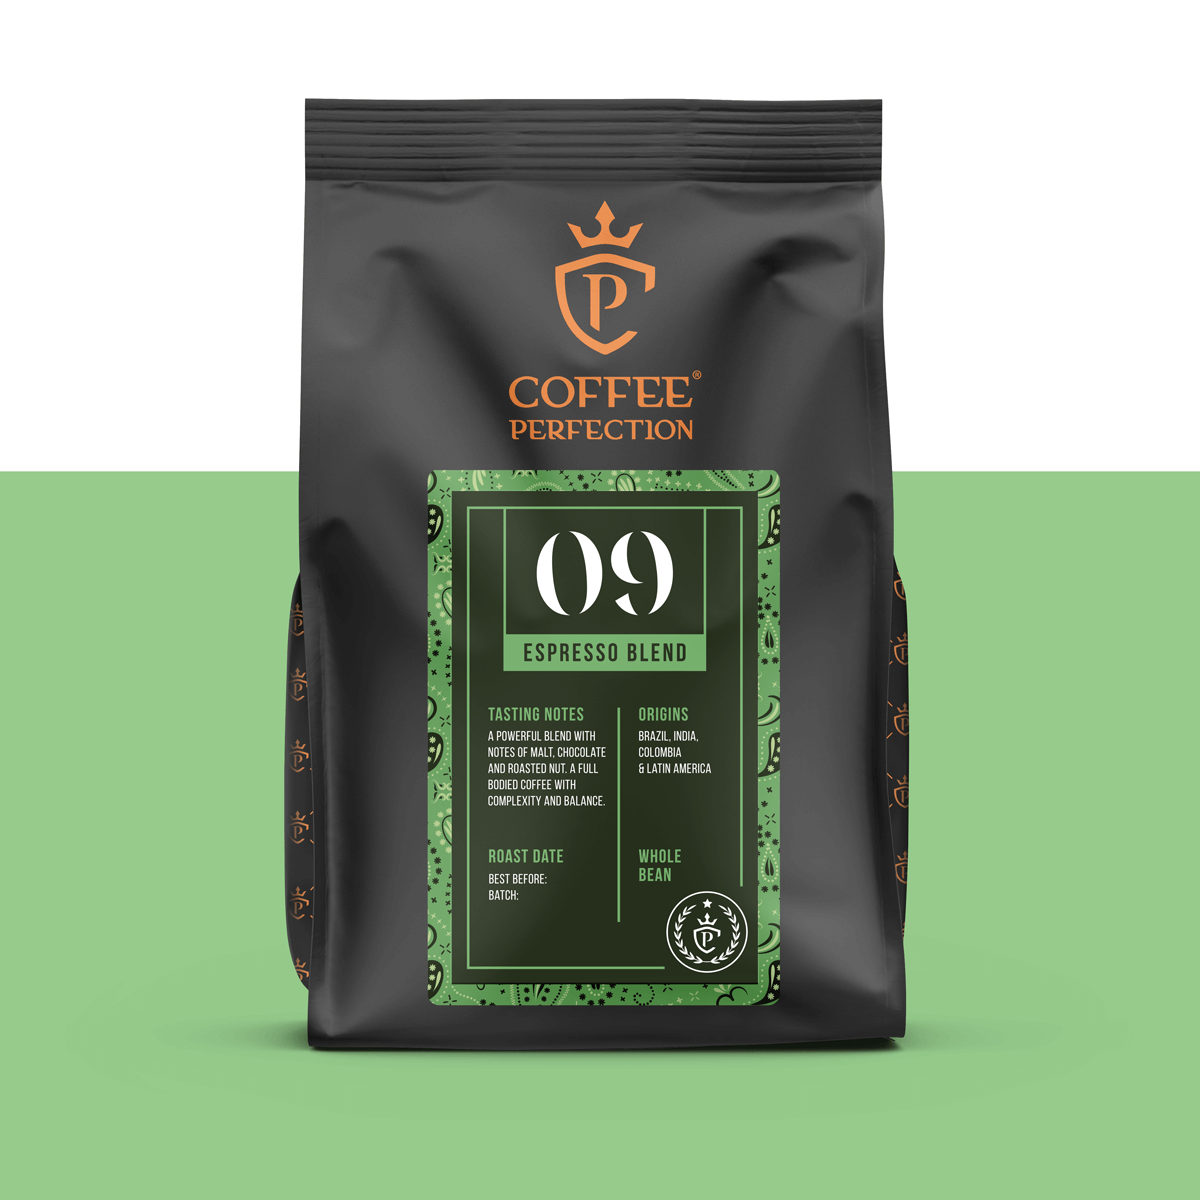 P
COFFEE®
PERFECTION
09
ESPRESSO BLEND
TASTING NOTES
A POWERFUL BLEND WITH
NOTES OF MALT, CHOCOLATE
AND ROASTED NUT. A FULL
BODIED COFFEE WITH
COMPLEXITY AND BALANCE.
ORIGINS
BRAZIL, INDIA,
COLOMBIA
& LATIN AMERICA
ROAST DATE
BEST BEFORE:
BATCH:
WHOLE
BEAN
P